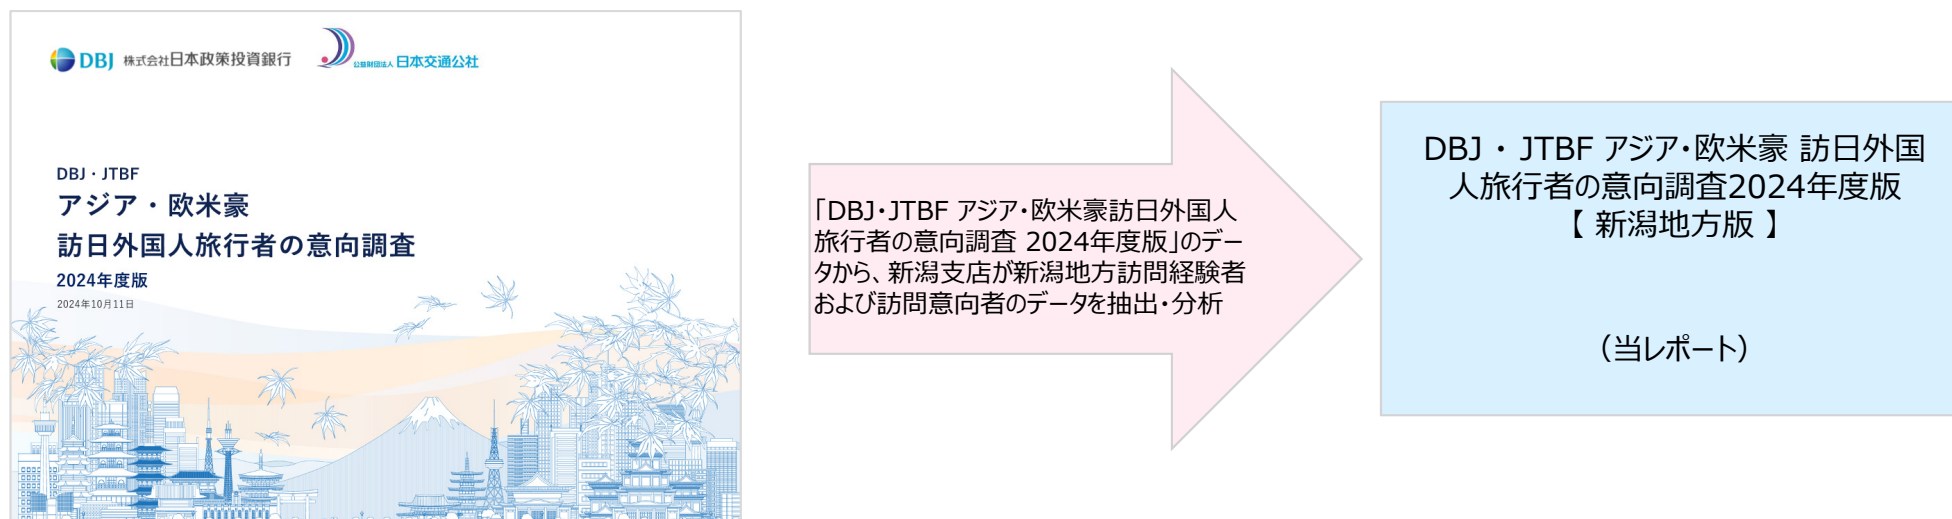 DBJ 株式会社日本政策投資銀行
公益財団法人 日本交通公社
DBJ・JTBF
アジア・欧米豪
訪日外国人旅行者の意向調査
2024年度版
2024年10月11日
「DBJ・JTBF アジア・欧米豪訪日外国人
旅行者の意向調査 2024年度版」のデー
タから、新潟支店が新潟地方訪問経験者
および訪問意向者のデータを抽出・分析
DBJ ・ JTBF アジア・欧米豪 訪日外国
人旅行者の意向調査2024年度版
【 新潟地方版 】
（当レポート）